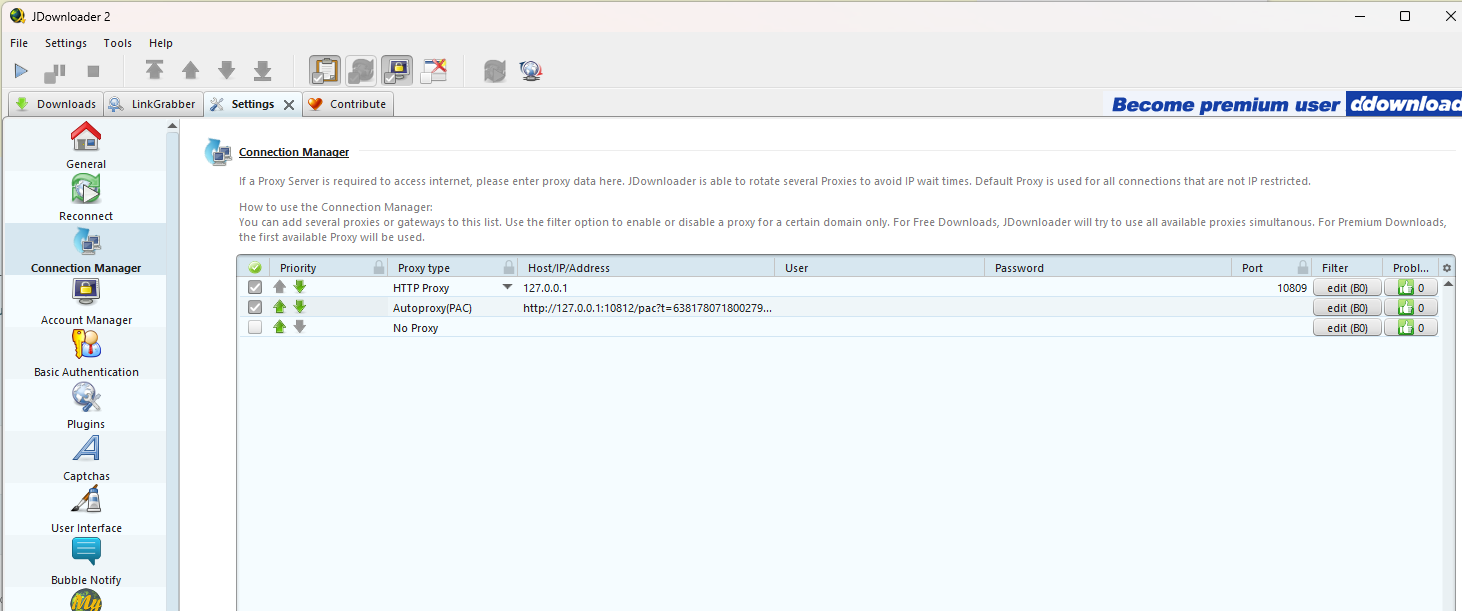 JDownloader 2
File Settings Tools Help
Downloads LinkGrabber Settings Contribute
Become premium user ddownload
General
Reconnect
Connection Manager
Account Manager
Basic Authentication
Plugins
Captchas
User Interface
Bubble Notify
My
Connection Manager
If a Proxy Server is required to access internet, please enter proxy data here. JDownloader is able to rotate several Proxies to avoid IP wait times. Default Proxy is used for all connections that are not IP restricted.
How to use the Connection Manager:
You can add several proxies or gateways to this list. Use the filter option to enable or disable a proxy for a certain domain only. For Free Downloads, JDownloader will try to use all available proxies simultanous. For Premium Downloads,
the first available Proxy will be used.
Priority Proxy type Host/IP/Address User Password Port Filter Probl...
HTTP Proxy 127.0.0.1 10809 edit (B0) 0
Autoproxy(PAC) http://127.0.0.1:10812/pac?t=638178071800279... edit (B0) 0
No Proxy edit (B0) 0